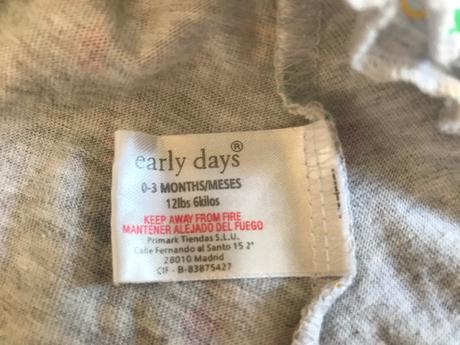 early days®
0-3 MONTHS/MESES
12lbs 6kilos
KEEP AWAY FROM FIRE
MANTENER ALEJADO DEL FUEGO
Primark Tiendas S.L.U.
Calle Fernando el Santo 15 2°
28010 Madrid
CIF - B-83875427